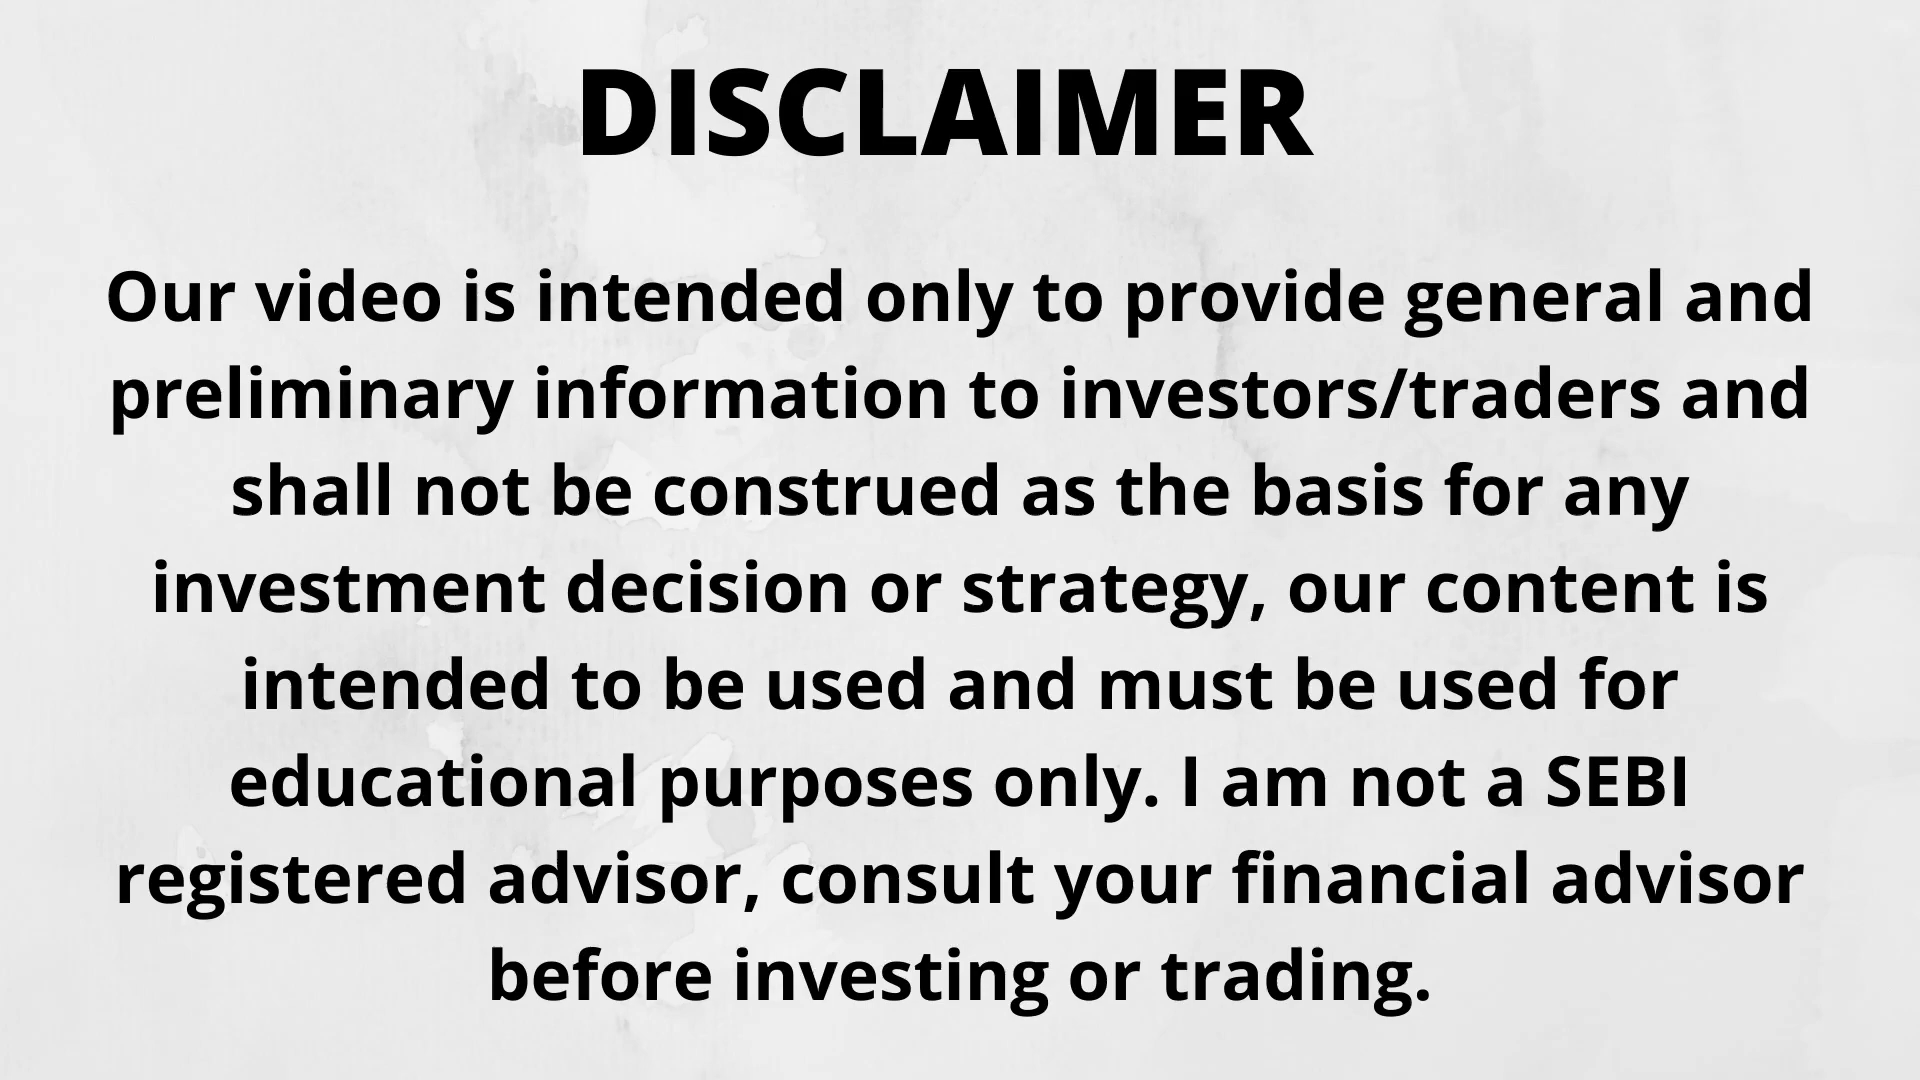 DISCLAIMER
Our video is intended only to provide general and
preliminary information to investors/traders and
shall not be construed as the basis for any
investment decision or strategy, our content is
intended to be used and must be used for
educational purposes only. I am not a SEBI
registered advisor, consult your financial advisor
before investing or trading.